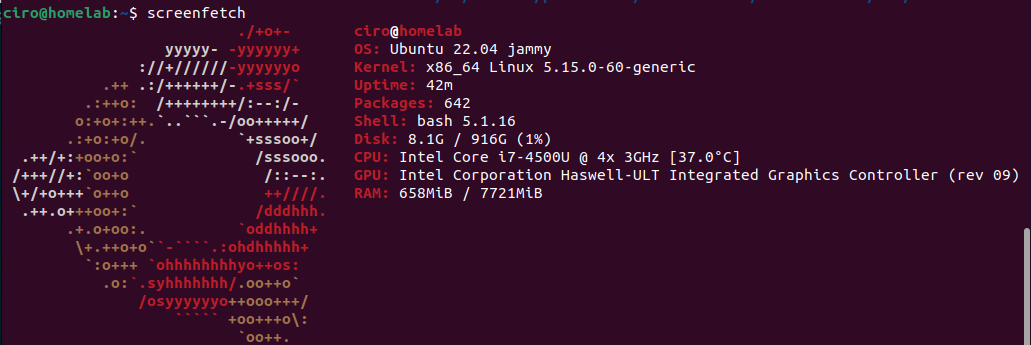 ciro@homelab:~$ screenfetch
./+o+- ciro@homelab
yyyyy- -yyyyyy+ OS: Ubuntu 22.04 jammy
://+//////-yyyyyyo Kernel: x86_64 Linux 5.15.0-60-generic
.++ .:/++++++/-.+sss/` Uptime: 42m
.:++o: /++++++++/:--:/- Packages: 642
o:+o+:++.`..```.-/oo+++++/ Shell: bash 5.1.16
.:+o:+o/. `+sssoo+/ Disk: 8.1G / 916G (1%)
.++/+:+oo+o:` /sssooo. CPU: Intel Core i7-4500U @ 4x 3GHz [37.0°C]
/+++//+:`oo+o /::--:. GPU: Intel Corporation Haswell-ULT Integrated Graphics Controller (rev 09)
\+/+o+++`o++o ++////. RAM: 658MiB / 7721MiB
.++.o+++oo+:` /dddhhh.
.+.o+oo:. `oddhhhh+
\+.++o+o``-````.:ohdhhhhh+
`:o+++ `ohhhhhhhhyo++os:
.o:`.syhhhhhhh/.oo++o`
/osyyyyyyo++ooo+++/
````` +oo+++o\:
`oo++.